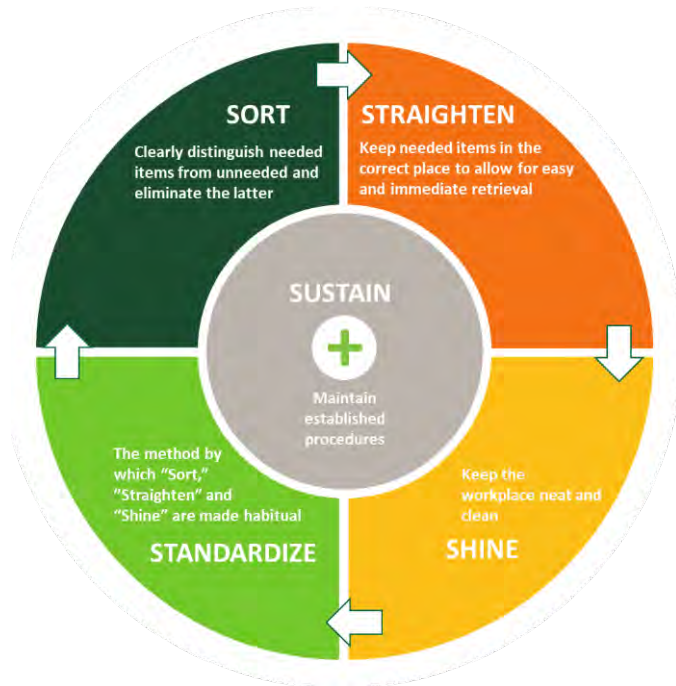 SORT
Clearly distinguish needed
items from unneeded and
eliminate the latter
STRAIGHTEN
Keep needed items in the
correct place to allow for easy
and immediate retrieval
SUSTAIN
Maintain
established
procedures
The method by
which “Sort,”
“Straighten” and
“Shine” are made habitual
STANDARDIZE
Keep the
workplace neat and
clean
SHINE